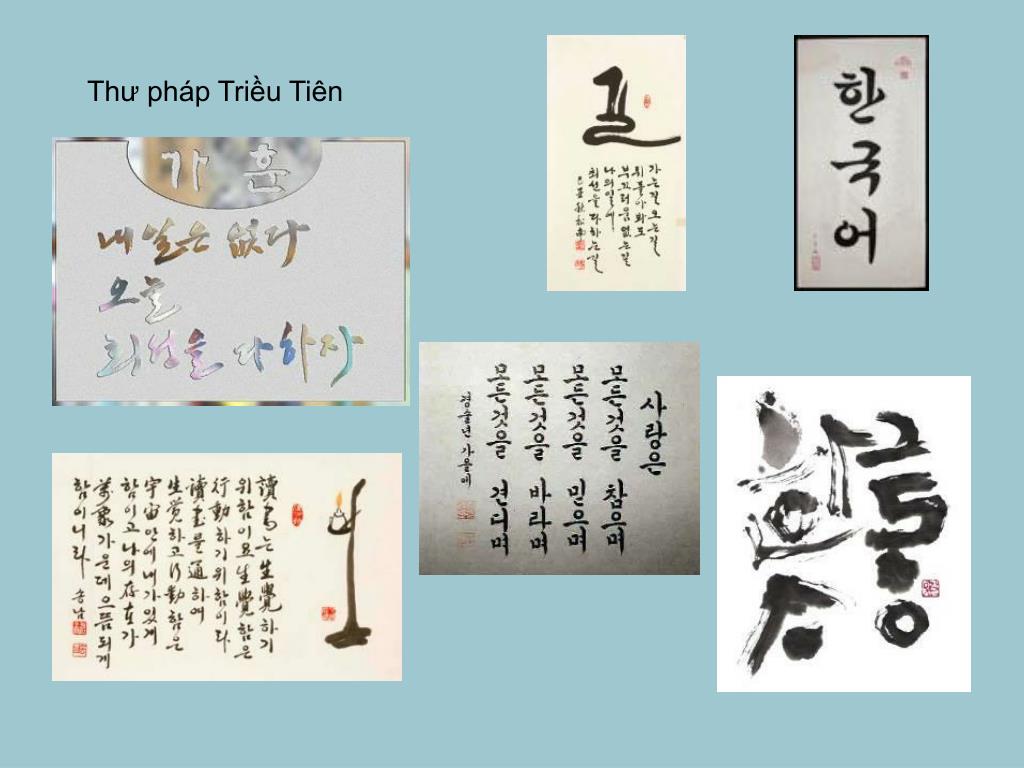 Thư pháp Triều Tiên
가훈
내일은 없다
오늘
최선을 다하자
길
가는길 오는길
뒤돌아봐도
부끄러움 없는길
나의일에
최선을 다하는길
한국어
사랑은
모든것을 참으며
모든것을 믿으며
모든것을 바라며
모든것을 견디며
경술년 가을에
讀書는 生覺하기
위함이요 生覺함은
行動하기 위함이다
讀書를 通하여
生覺하고 行動함은
宇宙안에 내가 있게
함이고 나의 存在가
가운데 으뜸되게
함이니라 송남